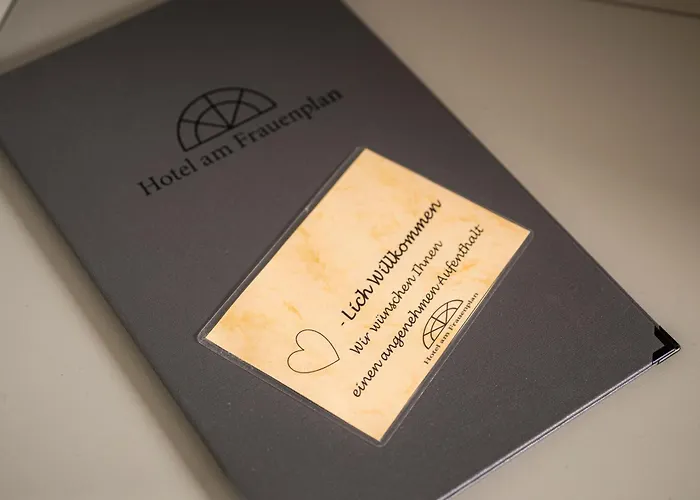 Hotel am Frauenplan
- Lich Willkommen
Wir wünschen Ihnen
einen angenehmen Aufenthalt
Hotel am Frauenplan